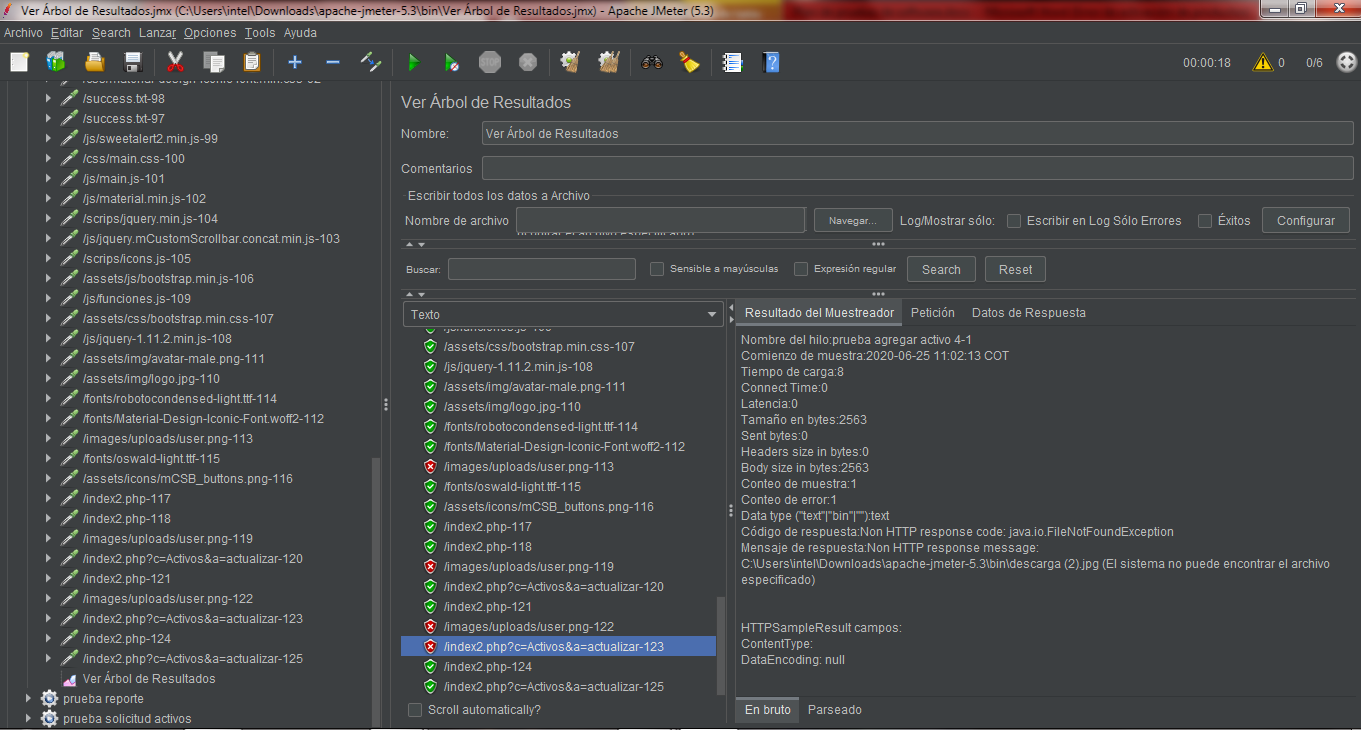 Ver Árbol de Resultados.jmx (C:\Users\intel\Downloads\apache-jmeter-5.3\bin\Ver Árbol de Resultados.jmx) - Apache JMeter (5.3)
Archivo Editar Search Lanzar Opciones Tools Ayuda
STOP
00:00:18 0 0/6
/success.txt-98
/success.txt-97
/js/sweetalert2.min.js-99
/css/main.css-100
/js/main.js-101
/js/material.min.js-102
/scrips/jquery.min.js-104
/js/jquery.mCustomScrollbar.concat.min.js-103
/scrips/icons.js-105
/assets/js/bootstrap.min.js-106
/js/funciones.js-109
/assets/css/bootstrap.min.css-107
/js/jquery-1.11.2.min.js-108
/assets/img/avatar-male.png-111
/assets/img/logo.jpg-110
/fonts/robotocondensed-light.ttf-114
/fonts/Material-Design-Iconic-Font.woff2-112
/images/uploads/user.png-113
/fonts/oswald-light.ttf-115
/assets/icons/mCSB_buttons.png-116
/index2.php-117
/index2.php-118
/images/uploads/user.png-119
/index2.php?c=Activos&a=actualizar-120
/index2.php-121
/images/uploads/user.png-122
/index2.php?c=Activos&a=actualizar-123
/index2.php-124
/index2.php?c=Activos&a=actualizar-125
Ver Árbol de Resultados
prueba reporte
prueba solicitud activos
Ver Árbol de Resultados
Nombre: Ver Árbol de Resultados
Comentarios
Escribir todos los datos a Archivo
Nombre de archivo Navegar... Log/Mostrar sólo: Escribir en Log Sólo Errores Éxitos Configurar
Buscar: Sensible a mayúsculas Expresión regular Search Reset
Texto
/assets/css/bootstrap.min.css-107
/js/jquery-1.11.2.min.js-108
/assets/img/avatar-male.png-111
/assets/img/logo.jpg-110
/fonts/robotocondensed-light.ttf-114
/fonts/Material-Design-Iconic-Font.woff2-112
/images/uploads/user.png-113
/fonts/oswald-light.ttf-115
/assets/icons/mCSB_buttons.png-116
/index2.php-117
/index2.php-118
/images/uploads/user.png-119
/index2.php?c=Activos&a=actualizar-120
/index2.php-121
/images/uploads/user.png-122
/index2.php?c=Activos&a=actualizar-123
/index2.php-124
/index2.php?c=Activos&a=actualizar-125
Scroll automatically?
Resultado del Muestreador Petición Datos de Respuesta
Nombre del hilo:prueba agregar activo 4-1
Comienzo de muestra:2020-06-25 11:02:13 COT
Tiempo de carga:8
Connect Time:0
Latencia:0
Tamaño en bytes:2563
Sent bytes:0
Headers size in bytes:0
Body size in bytes:2563
Conteo de muestra:1
Conteo de error:1
Data type ("text"|"bin"|""):text
Código de respuesta:Non HTTP response code: java.io.FileNotFoundException
Mensaje de respuesta:Non HTTP response message:
C:\Users\intel\Downloads\apache-jmeter-5.3\bin\descarga (2).jpg (El sistema no puede encontrar el archivo
especificado)
HTTPSampleResult campos:
ContentType:
DataEncoding: null
En bruto Parseado